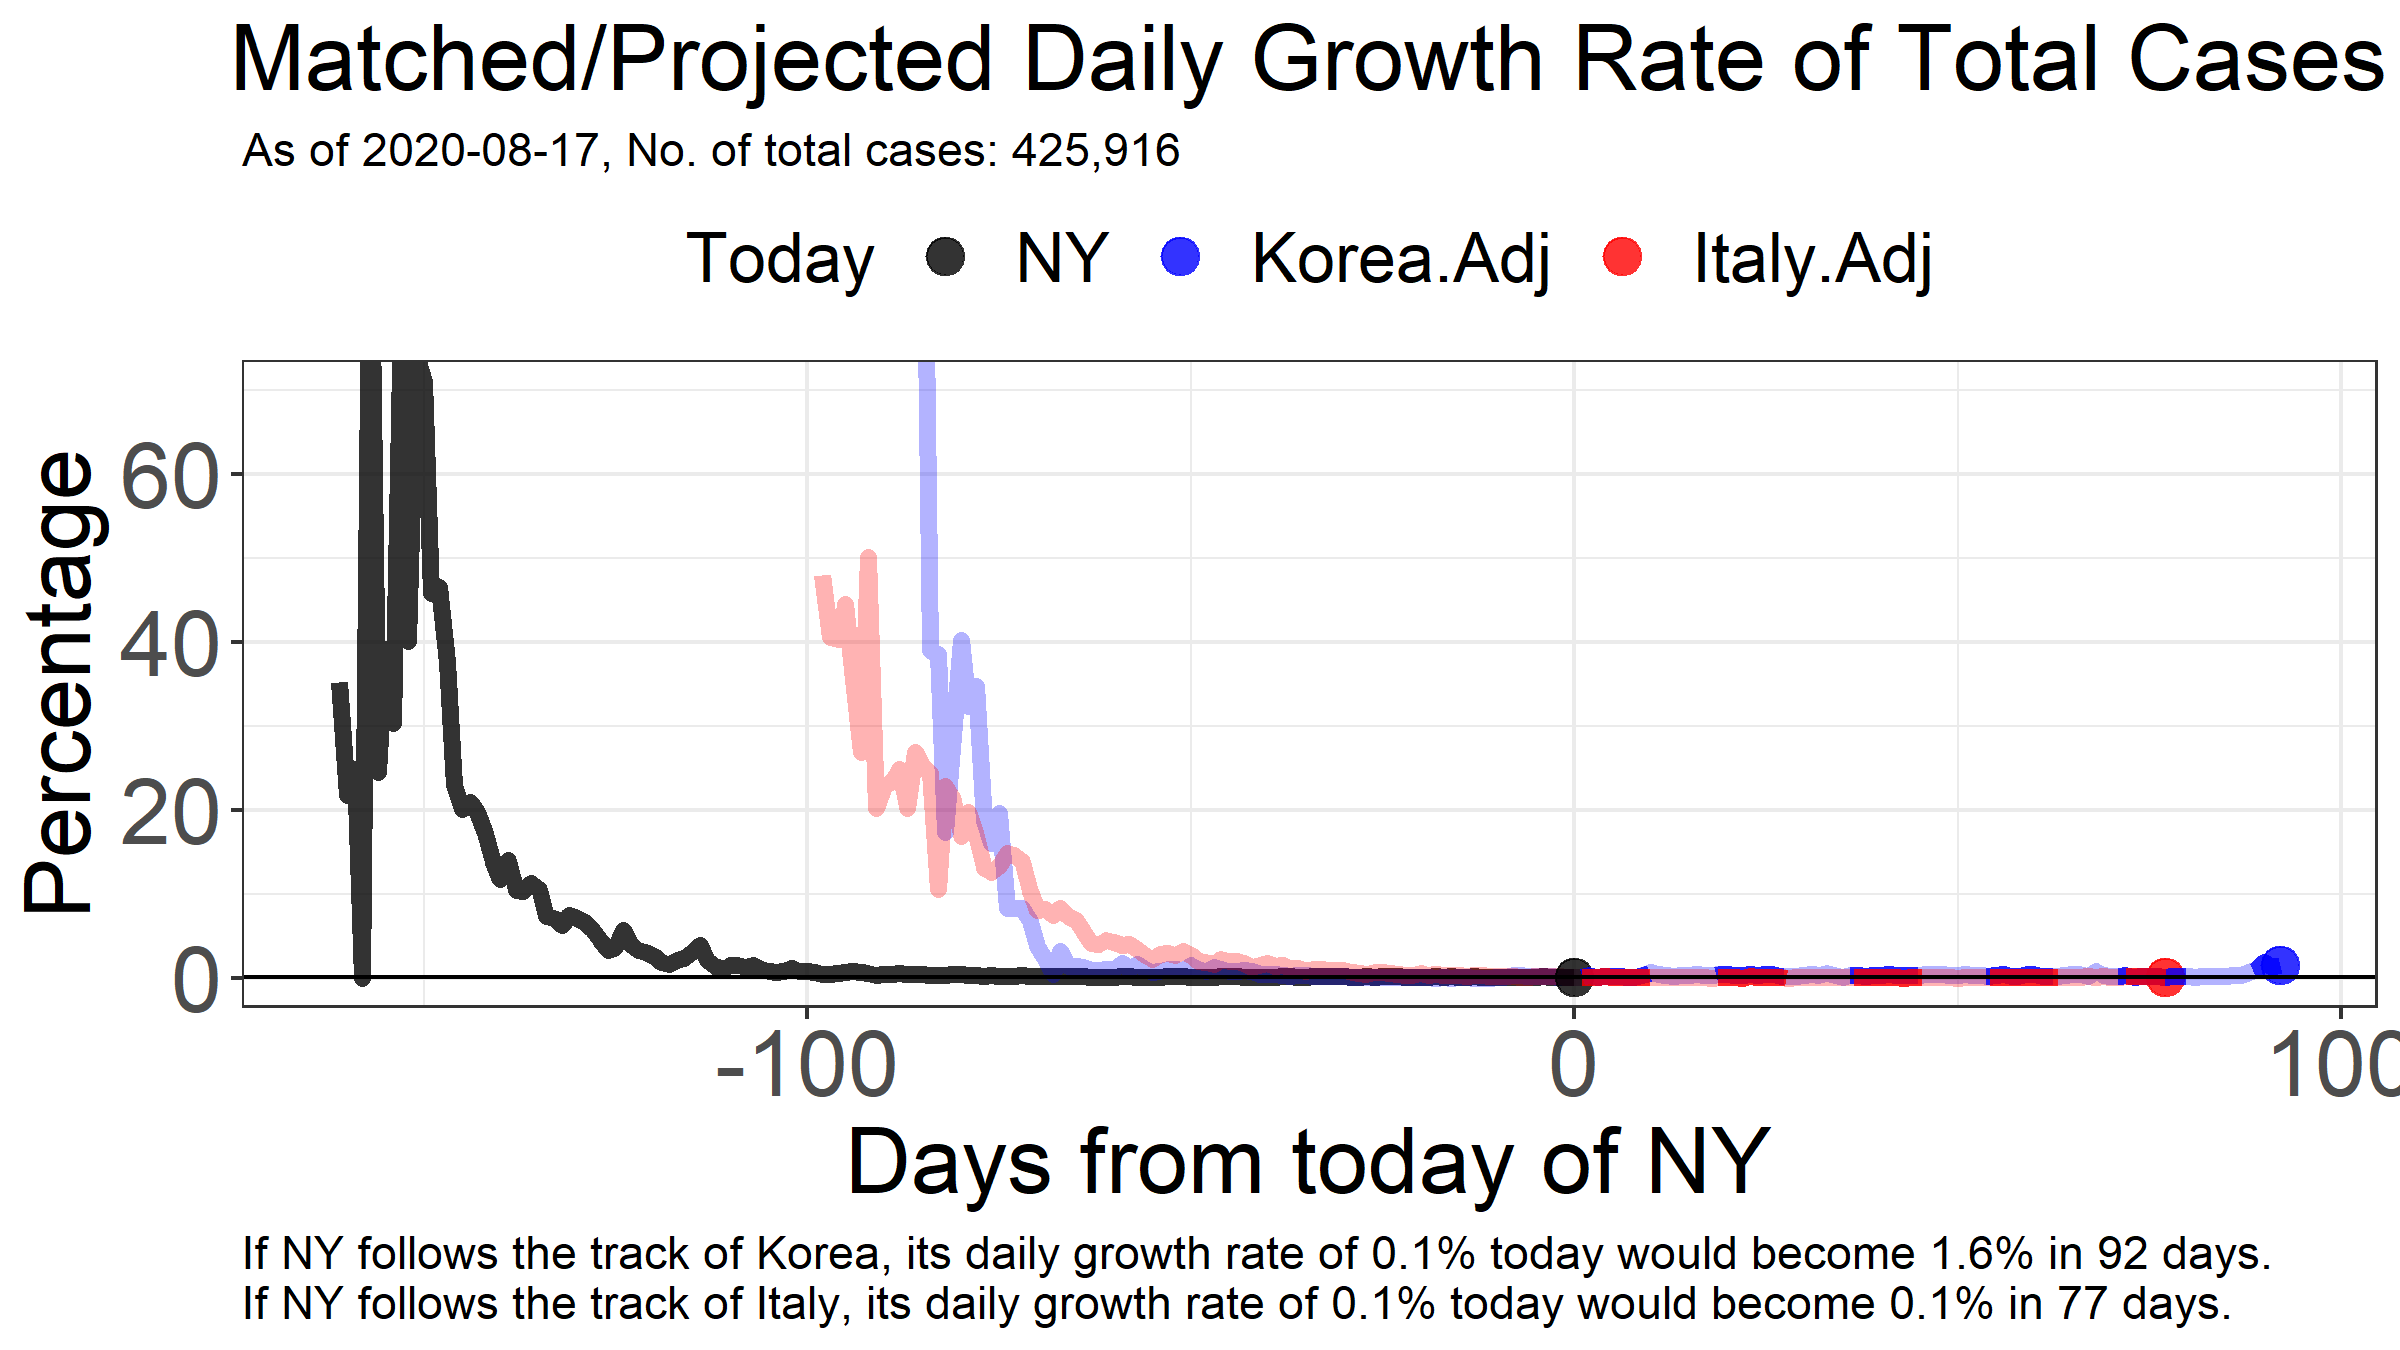 Matched/Projected Daily Growth Rate of Total Cases
As of 2020-08-17, No. of total cases: 425,916
Today NY Korea.Adj Italy.Adj
Percentage
60
40
20
0
-100 0 100
Days from today of NY
If NY follows the track of Korea, its daily growth rate of 0.1% today would become 1.6% in 92 days.
If NY follows the track of Italy, its daily growth rate of 0.1% today would become 0.1% in 77 days.